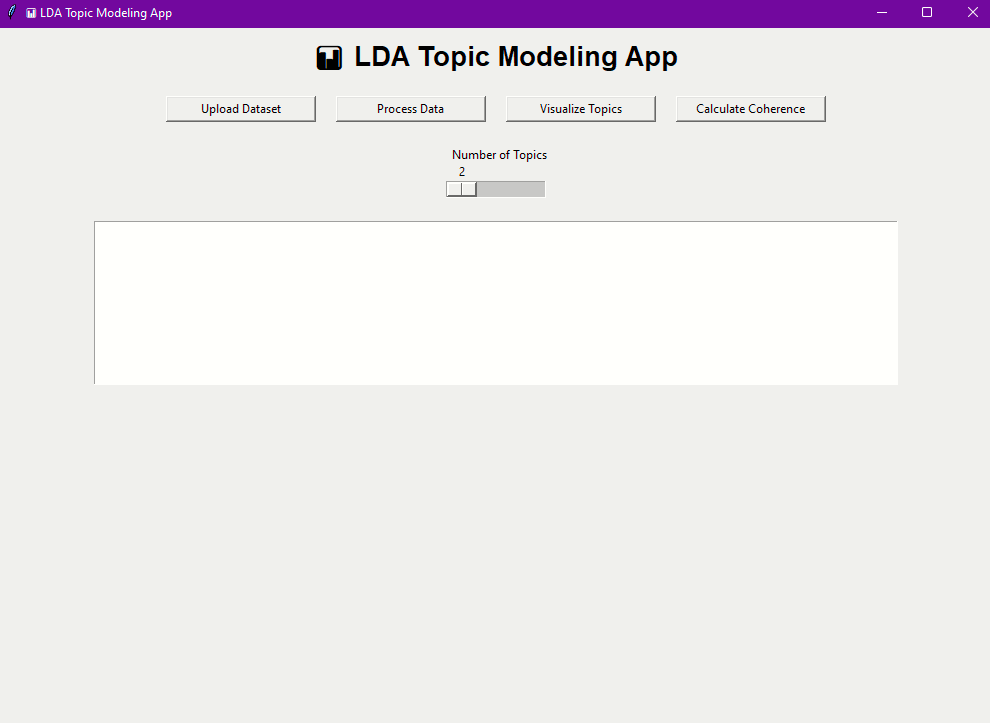 LDA Topic Modeling App
LDA Topic Modeling App
Upload Dataset Process Data Visualize Topics Calculate Coherence
Number of Topics
2